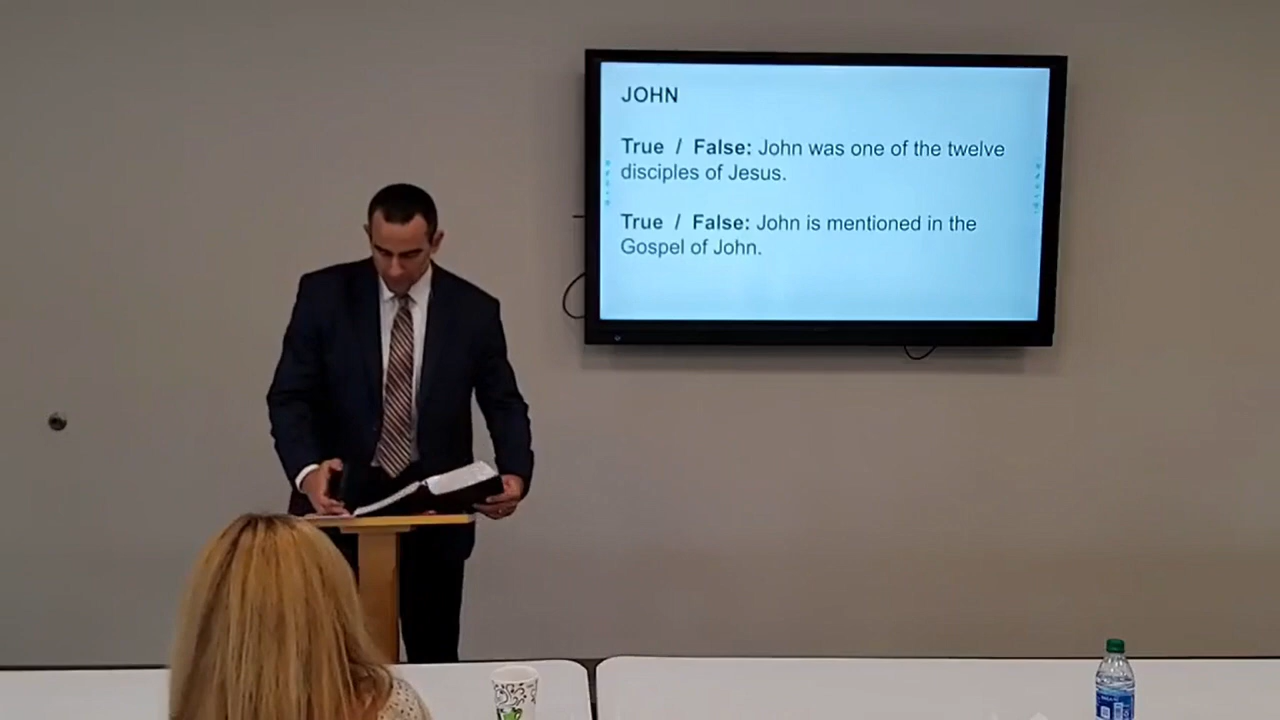 JOHN
True / False: John was one of the twelve
disciples of Jesus.
True / False: John is mentioned in the
Gospel of John.